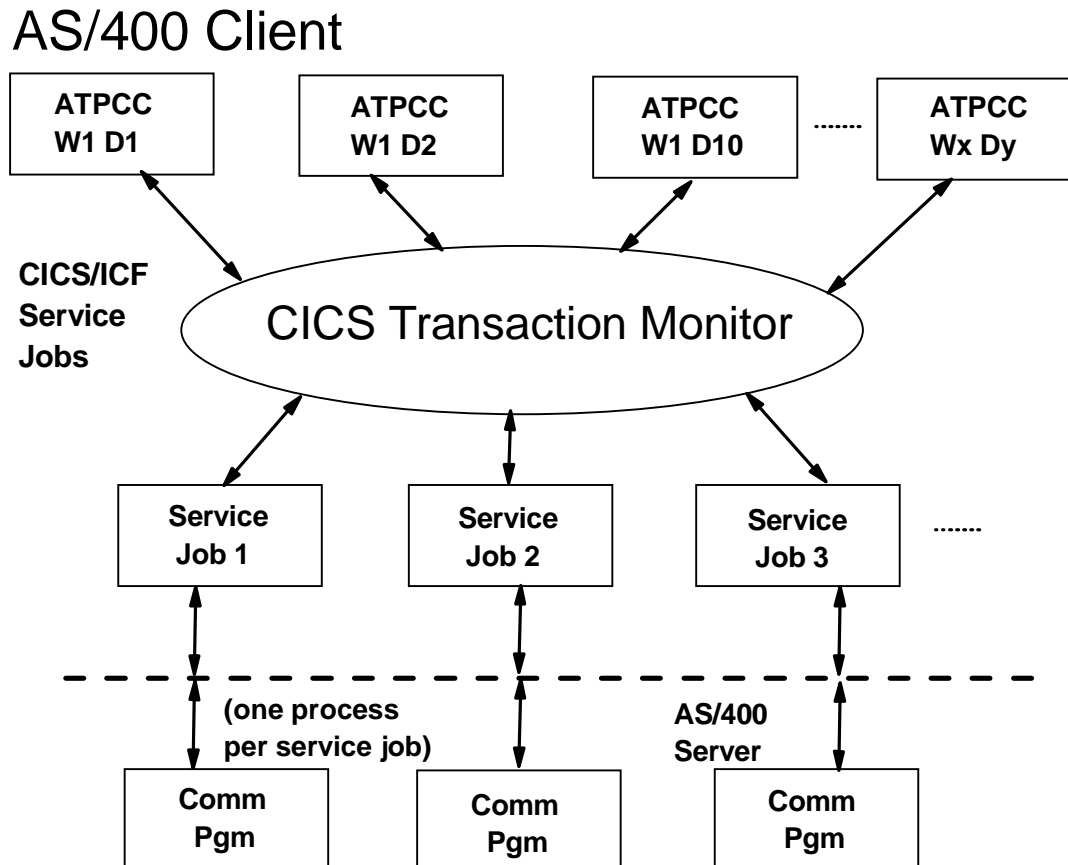 AS/400 Client
ATPCC
W1 D1
ATPCC
W1 D2
ATPCC
W1 D10
.......
ATPCC
Wx Dy
CICS/ICF
Service
Jobs
CICS Transaction Monitor
Service
Job 1
Service
Job 2
Service
Job 3
.......
(one process
per service job)
AS/400
Server
Comm
Pgm
Comm
Pgm
Comm
Pgm